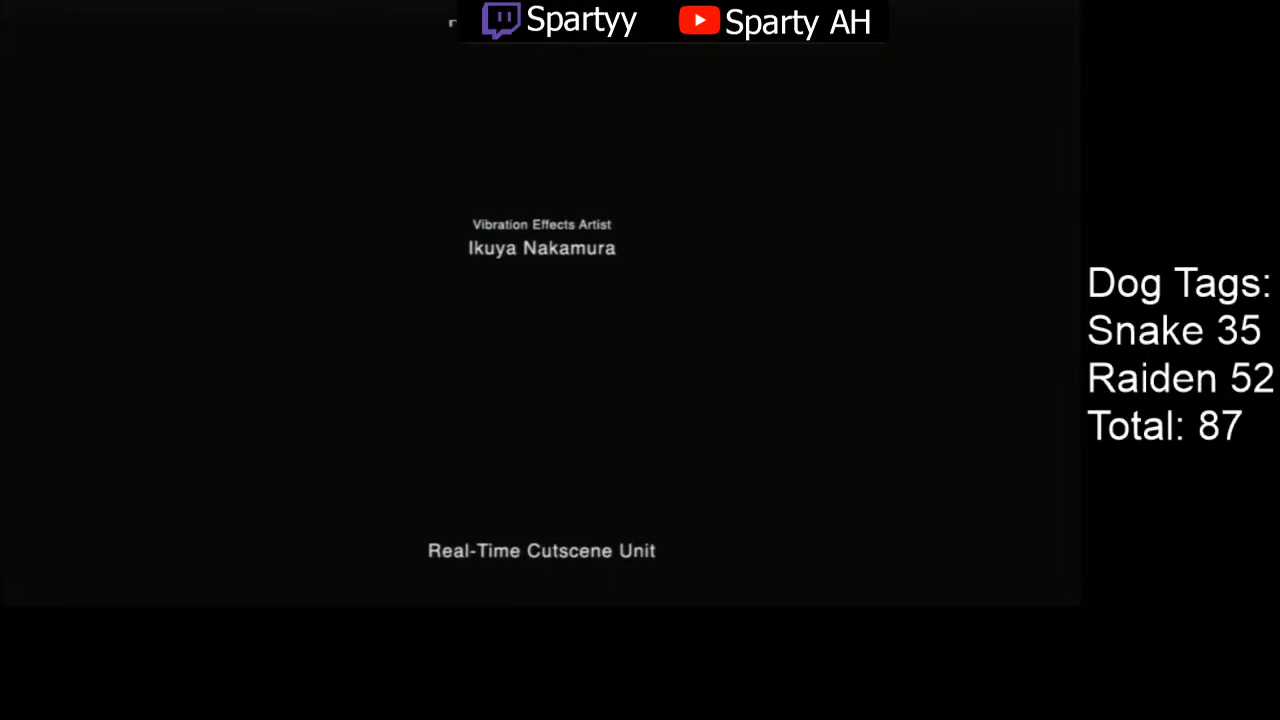 Spartyy
Sparty AH
Vibration Effects Artist
Ikuya Nakamura
Dog Tags:
Snake 35
Raiden 52
Total: 87
Real-Time Cutscene Unit